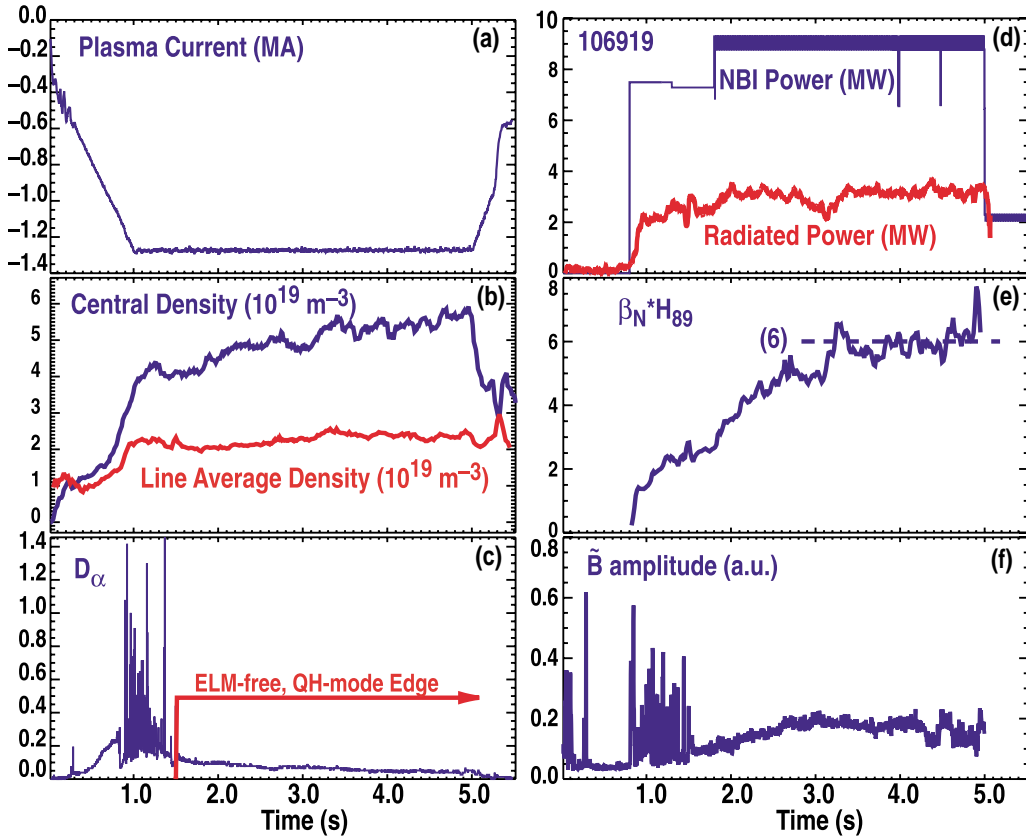 (a)
Plasma Current (MA)
0.0
−0.2
−0.4
−0.6
−0.8
−1.0
−1.2
−1.4
(b)
Central Density (10^19 m−3)
6
5
4
3
2
1
0
Line Average Density (10^19 m−3)
(c)
Dα
1.4
1.2
1.0
0.8
0.6
0.4
0.2
0.0
ELM-free, QH-mode Edge
1.0 2.0 3.0 4.0 5.0
Time (s)
(d)
106919
10
8
6
4
2
0
NBI Power (MW)
Radiated Power (MW)
(e)
βN*H89
(6)
8
6
4
2
0
(f)
B̃ amplitude (a.u.)
0.8
0.6
0.4
0.2
0.0
1.0 2.0 3.0 4.0 5.0
Time (s)